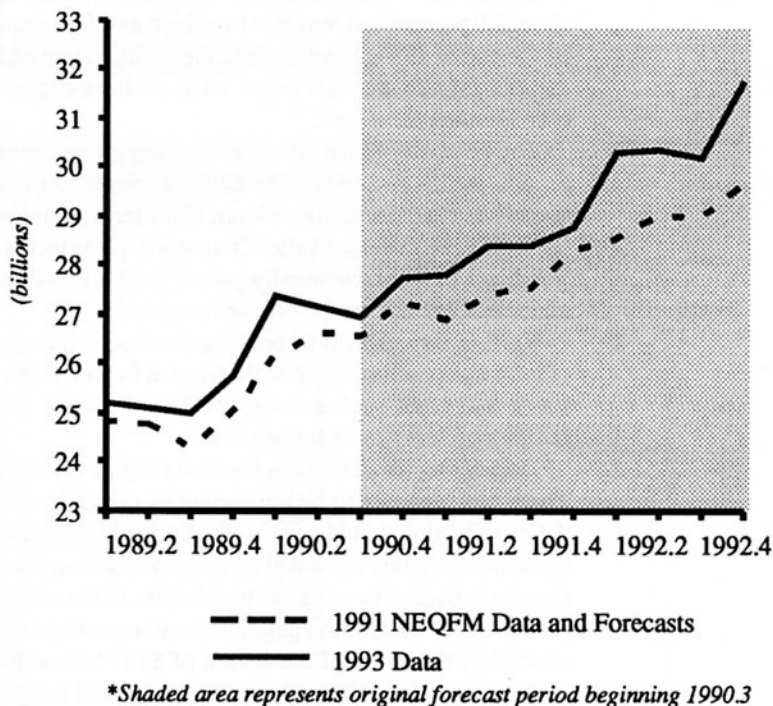 33
32
31
30
29
28
27
26
25
24
23
(billions)
1989.2 1989.4 1990.2 1990.4 1991.2 1991.4 1992.2 1992.4
1991 NEQFM Data and Forecasts
1993 Data
*Shaded area represents original forecast period beginning 1990.3